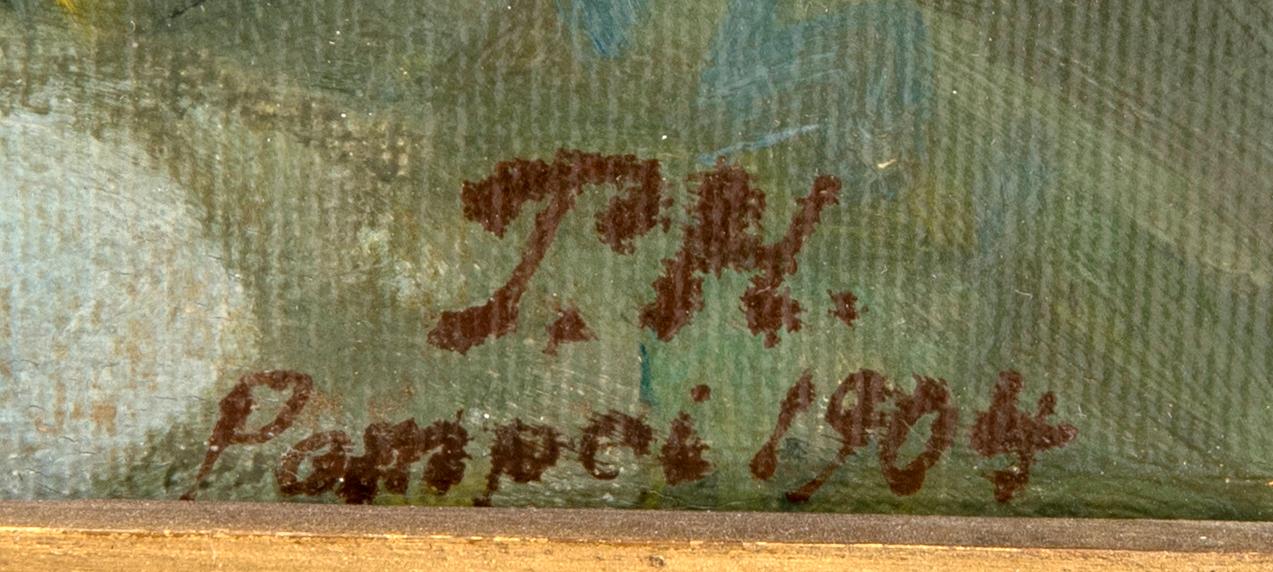 T. N.
Pompei 1904